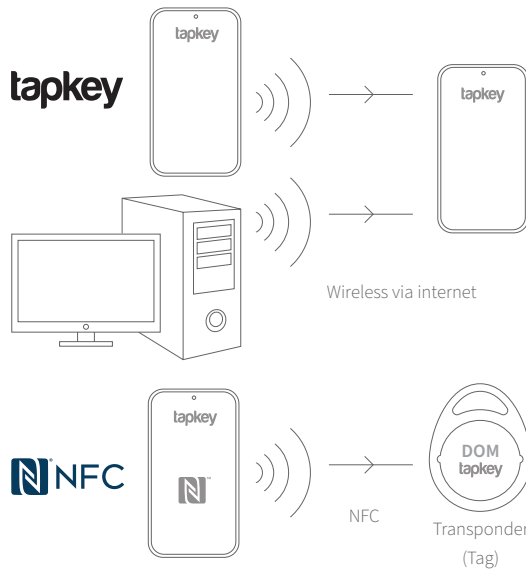 tapkey
tapkey
tapkey
Wireless via internet
tapkey
NFC
DOM
tapkey
NFC
Transponder
(Tag)